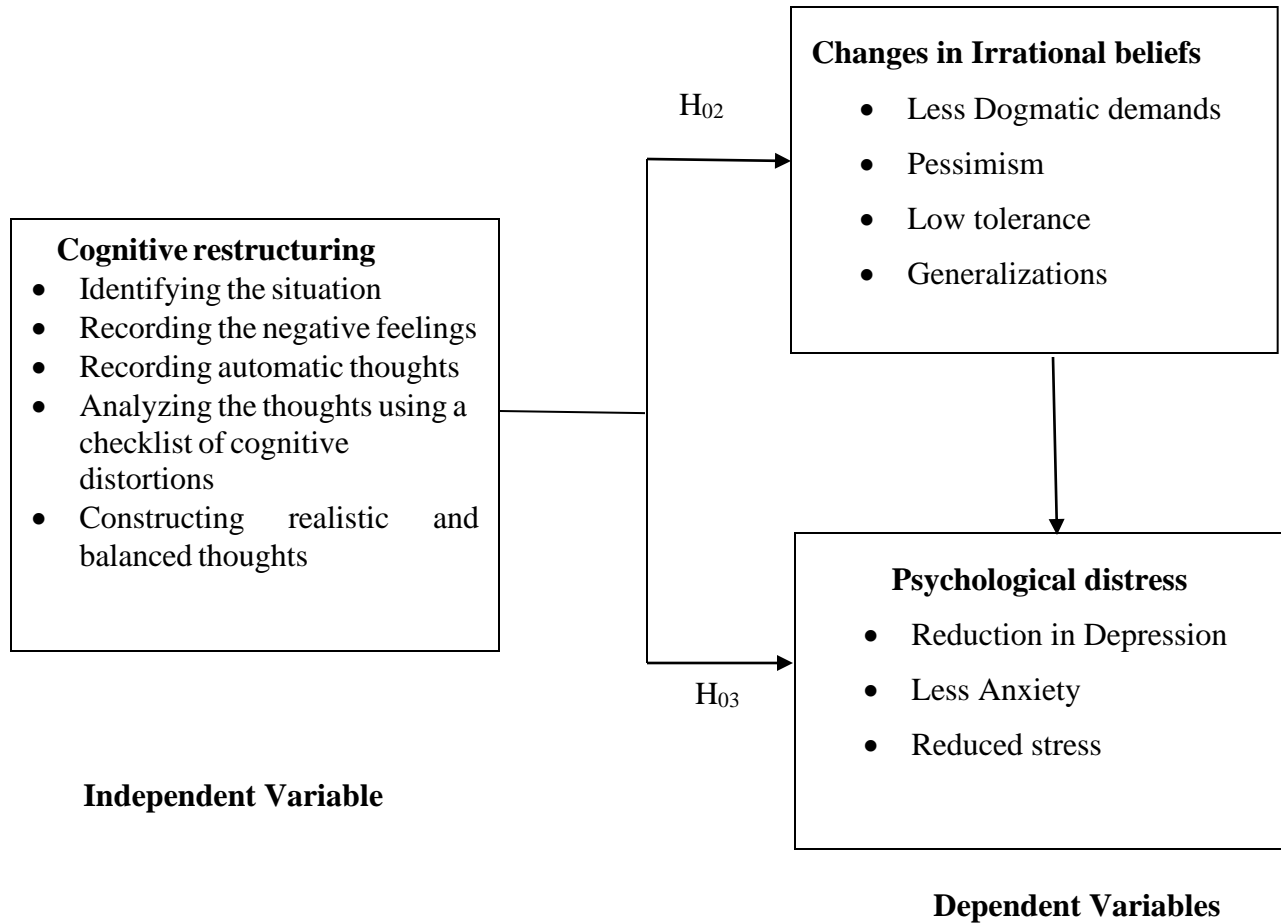 Changes in Irrational beliefs
• Less Dogmatic demands
• Pessimism
• Low tolerance
• Generalizations
H02
Cognitive restructuring
• Identifying the situation
• Recording the negative feelings
• Recording automatic thoughts
• Analyzing the thoughts using a
checklist of cognitive
distortions
• Constructing realistic and
balanced thoughts
Psychological distress
• Reduction in Depression
• Less Anxiety
• Reduced stress
H03
Independent Variable
Dependent Variables